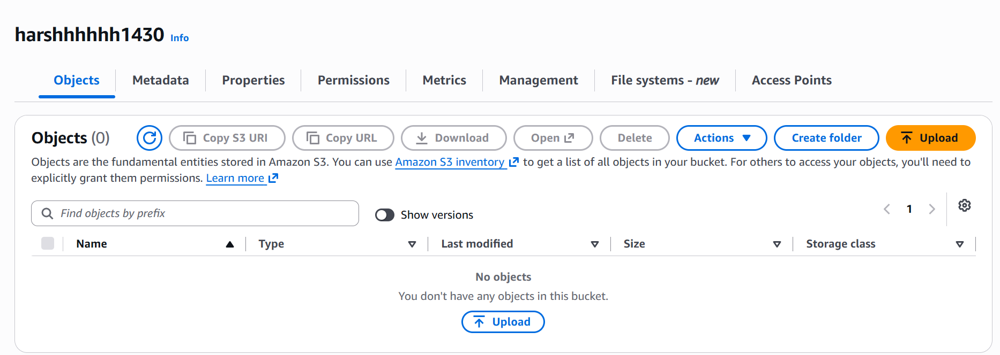 harshhhhhh1430 Info
Objects Metadata Properties Permissions Metrics Management File systems - new Access Points
Objects (0) Copy S3 URI Copy URL Download Open Delete Actions Create folder Upload
Objects are the fundamental entities stored in Amazon S3. You can use Amazon S3 inventory to get a list of all objects in your bucket. For others to access your objects, you'll need to
explicitly grant them permissions. Learn more
Find objects by prefix Show versions 1
Name Type Last modified Size Storage class
No objects
You don't have any objects in this bucket.
Upload